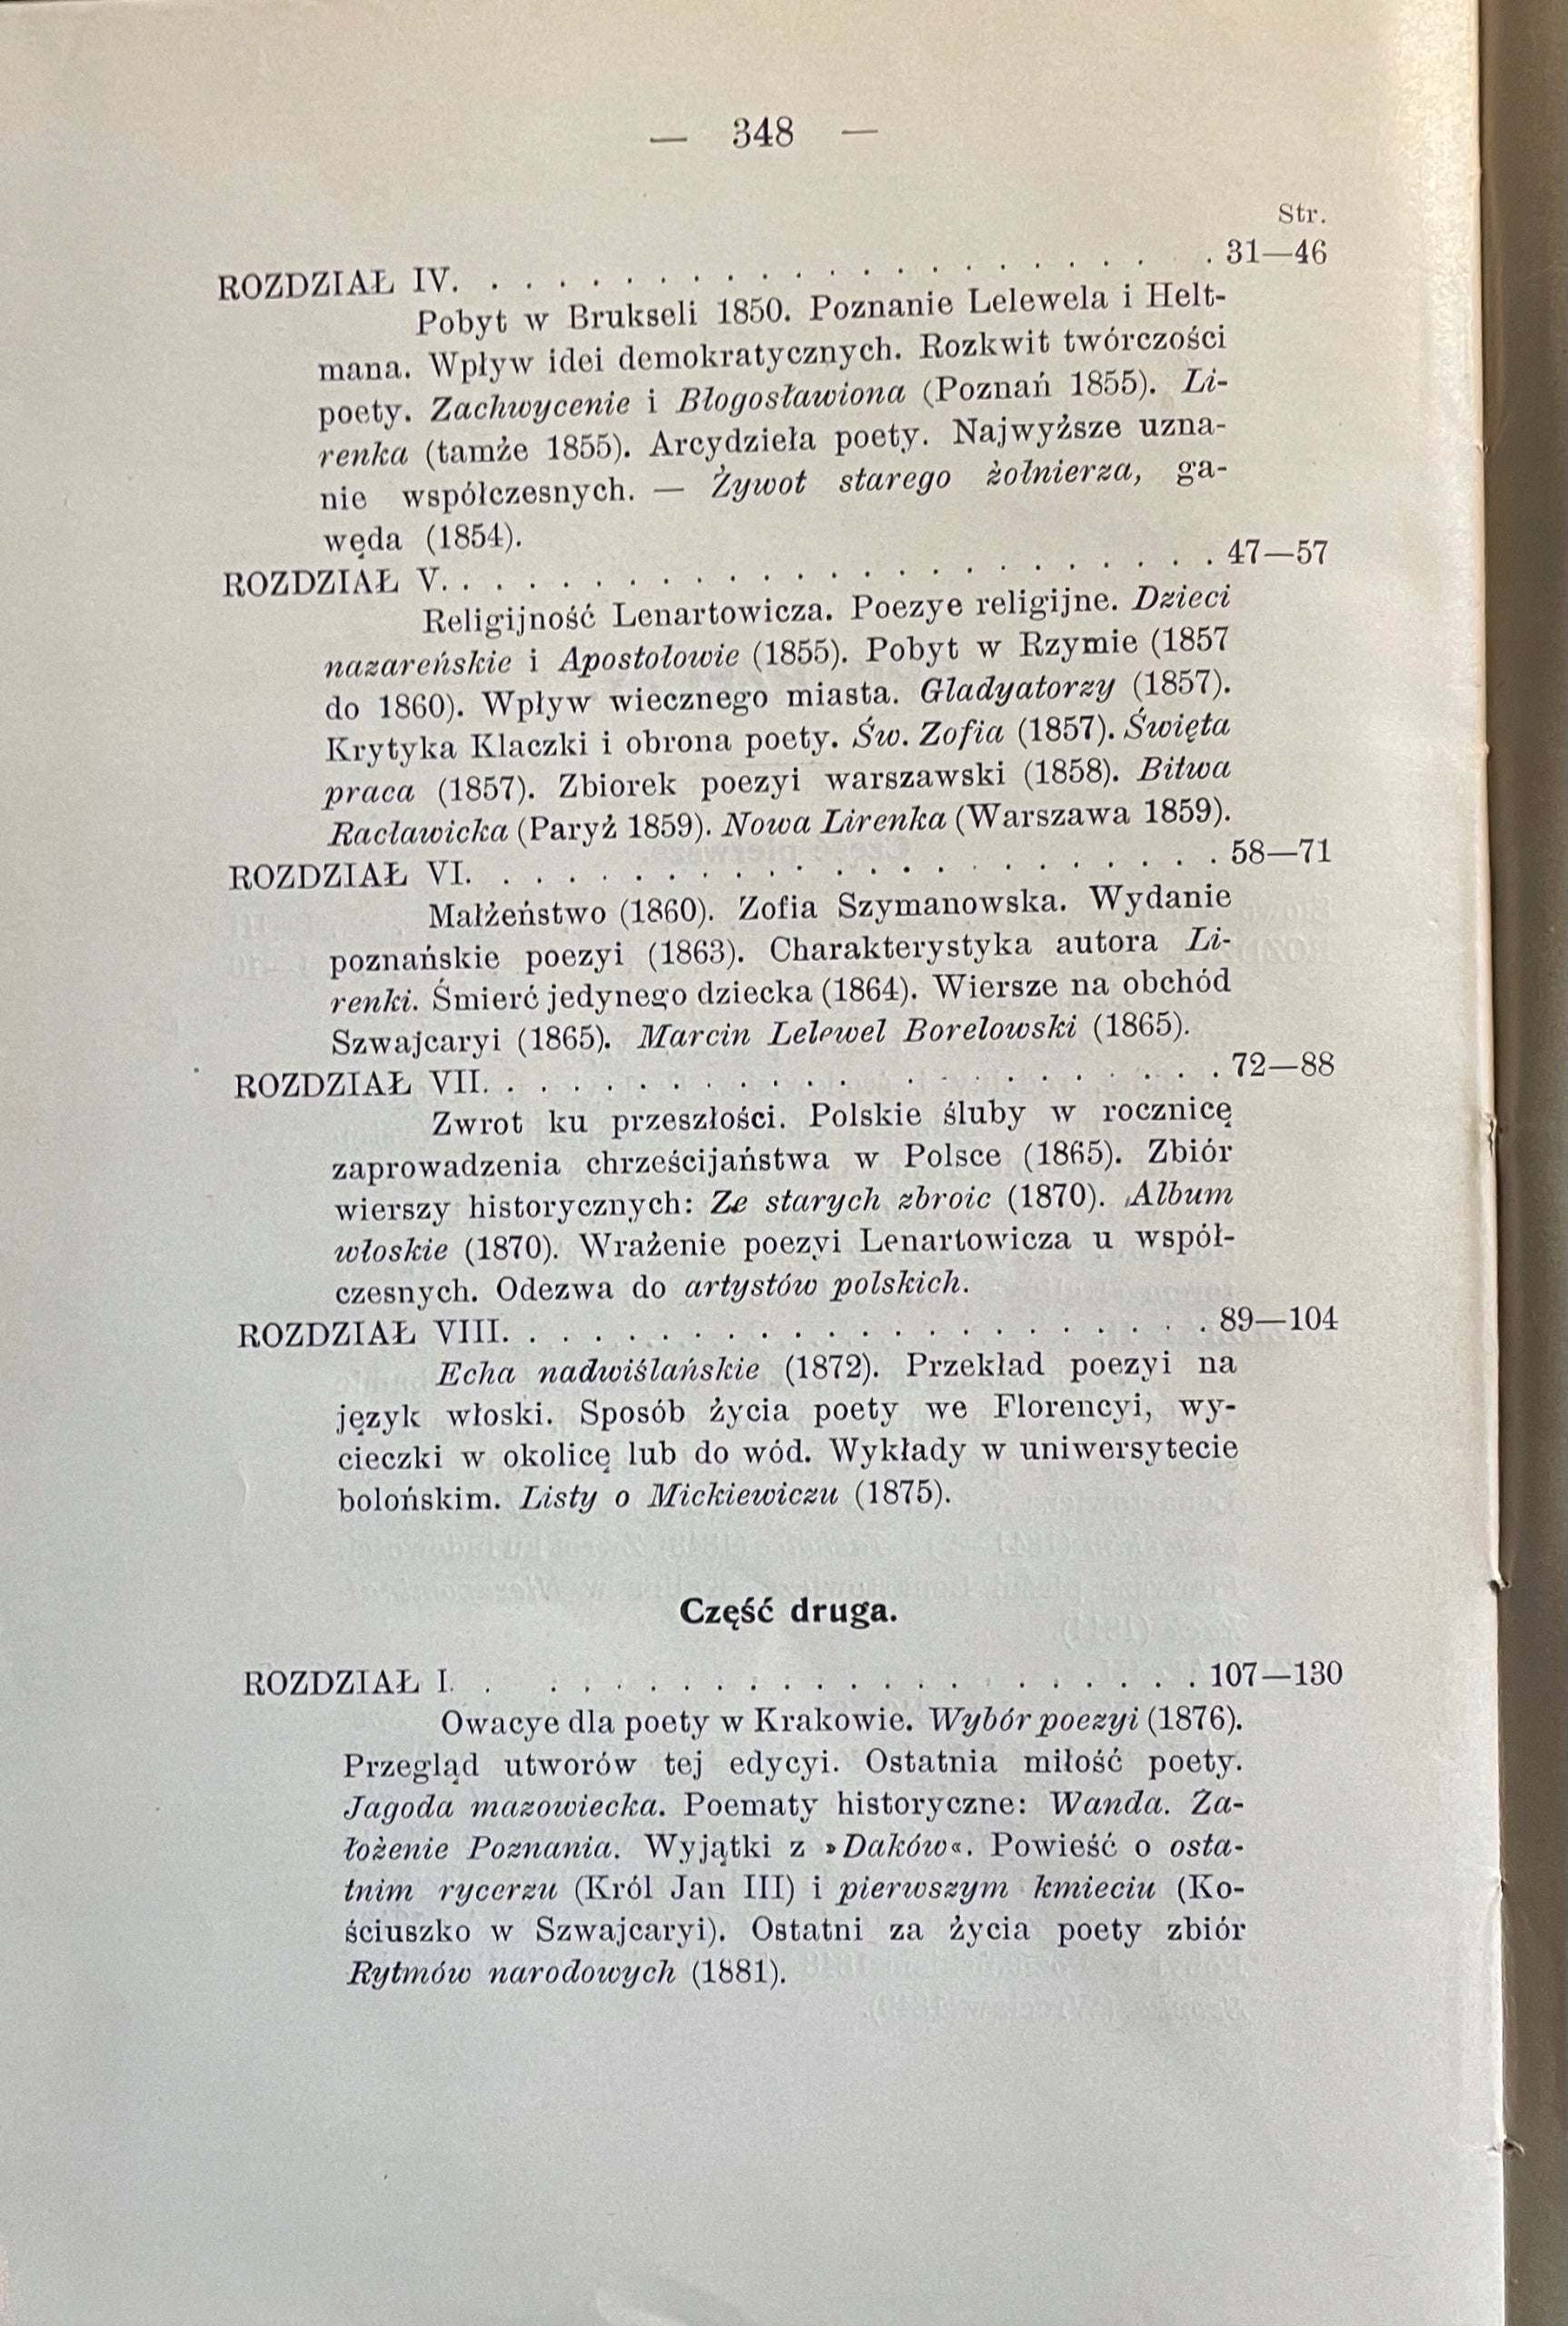 — 348 —
Str.
ROZDZIAŁ IV. . . . . . . . . . . . . . . . . . . . . . . 31—46
Pobyt w Brukseli 1850. Poznanie Lelewela i Helt-
mana. Wpływ idei demokratycznych. Rozkwit twórczości
poety. Zachwycenie i Błogosławiona (Poznań 1855). Li-
renka (tamże 1855). Arcydzieła poety. Najwyższe uzna-
nie współczesnych. — Żywot starego żołnierza, ga-
węda (1854).
ROZDZIAŁ V. . . . . . . . . . . . . . . . . . . . . . . . 47—57
Religijność Lenartowicza. Poezye religijne. Dzieci
nazareńskie i Apostołowie (1855). Pobyt w Rzymie (1857
do 1860). Wpływ wiecznego miasta. Gladyatorzy (1857).
Krytyka Klaczki i obrona poety. Św. Zofia (1857). Święta
praca (1857). Zbiorek poezyi warszawski (1858). Bitwa
Racławicka (Paryż 1859). Nowa Lirenka (Warszawa 1859).
ROZDZIAŁ VI. . . . . . . . . . . . . . . . . . . . . . . 58—71
Małżeństwo (1860). Zofia Szymanowska. Wydanie
poznańskie poezyi (1863). Charakterystyka autora Li-
renki. Śmierć jedynego dziecka (1864). Wiersze na obchód
Szwajcaryi (1865). Marcin Lelewel Borelowski (1865).
ROZDZIAŁ VII. . . . . . . . . . . . . . . . . . . . . . . 72—88
Zwrot ku przeszłości. Polskie śluby w rocznicę
zaprowadzenia chrześcijaństwa w Polsce (1865). Zbiór
wierszy historycznych: Ze starych zbroic (1870). Album
włoskie (1870). Wrażenie poezyi Lenartowicza u współ-
czesnych. Odezwa do artystów polskich.
ROZDZIAŁ VIII. . . . . . . . . . . . . . . . . . . . . . 89—104
Echa nadwiślańskie (1872). Przekład poezyi na
język włoski. Sposób życia poety we Florencyi, wy-
cieczki w okolicę lub do wód. Wykłady w uniwersytecie
bolońskim. Listy o Mickiewiczu (1875).
Część druga.
ROZDZIAŁ I. . . . . . . . . . . . . . . . . . . . . . 107—130
Owacye dla poety w Krakowie. Wybór poezyi (1876).
Przegląd utworów tej edycyi. Ostatnia miłość poety.
Jagoda mazowiecka. Poematy historyczne: Wanda. Za-
łożenie Poznania. Wyjątki z »Daków«. Powieść o osta-
tnim rycerzu (Król Jan III) i pierwszym kmieciu (Ko-
ściuszko w Szwajcaryi). Ostatni za życia poety zbiór
Rytmów narodowych (1881).